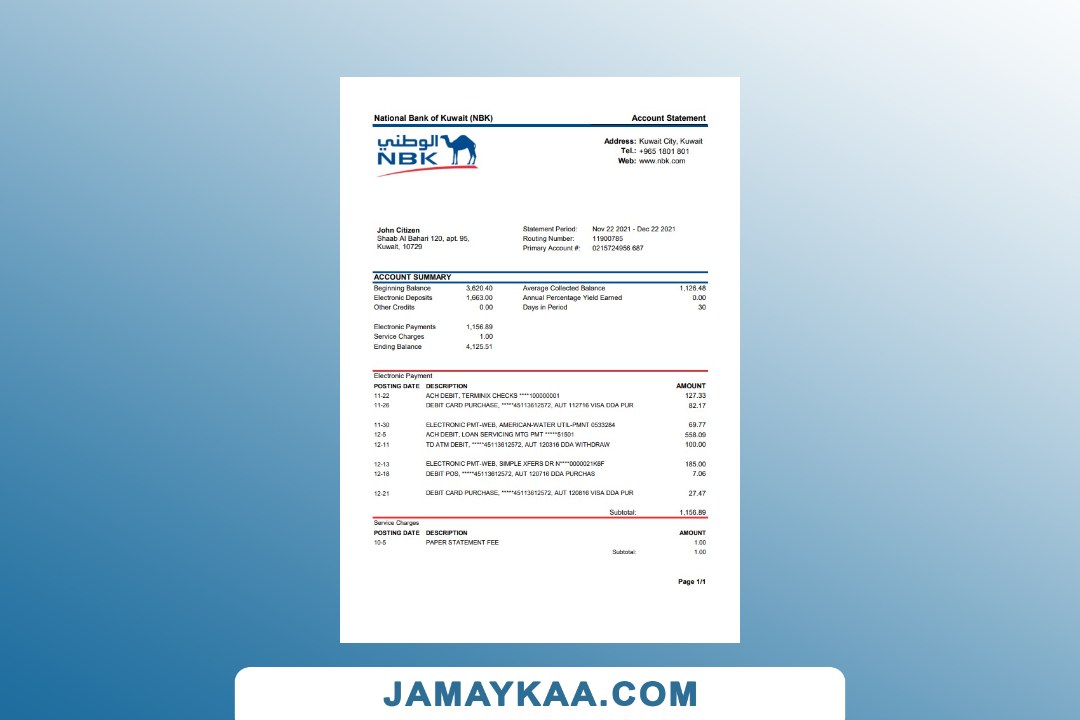 National Bank of Kuwait (NBK) Account Statement
الوطني
NBK
Address: Kuwait City, Kuwait
Tel.: +965 1801 801
Web: www.nbk.com
John Citizen
Shaab Al Bahari 120, apt. 95,
Kuwait, 10729
Statement Period: Nov 22 2021 - Dec 22 2021
Routing Number: 11900785
Primary Account #: 0215724956 687
ACCOUNT SUMMARY
Beginning Balance 3,620.40 Average Collected Balance 1,126.48
Electronic Deposits 1,663.00 Annual Percentage Yield Earned 0.00
Other Credits 0.00 Days in Period 30
Electronic Payments 1,156.89
Service Charges 1.00
Ending Balance 4,125.51
Electronic Payment
POSTING DATE DESCRIPTION AMOUNT
11-22 ACH DEBIT, TERMINIX CHECKS ****100000001 127.33
11-26 DEBIT CARD PURCHASE, *****45113612572, AUT 112716 VISA DDA PUR 82.17
11-30 ELECTRONIC PMT-WEB, AMERICAN-WATER UTIL-PMNT 0533284 69.77
12-5 ACH DEBIT, LOAN SERVICING MTG PMT *****51501 558.09
12-11 TD ATM DEBIT, *****45113612572, AUT 120316 DDA WITHDRAW 100.00
12-13 ELECTRONIC PMT-WEB, SIMPLE XFERS DR N****0000021K6F 185.00
12-18 DEBIT POS, *****45113612572, AUT 120716 DDA PURCHAS 7.06
12-21 DEBIT CARD PURCHASE, *****45113612572, AUT 120816 VISA DDA PUR 27.47
Subtotal: 1,156.89
Service Charges
POSTING DATE DESCRIPTION AMOUNT
10-5 PAPER STATEMENT FEE 1.00
Subtotal: 1.00
Page 1/1
JAMAYKAA.COM